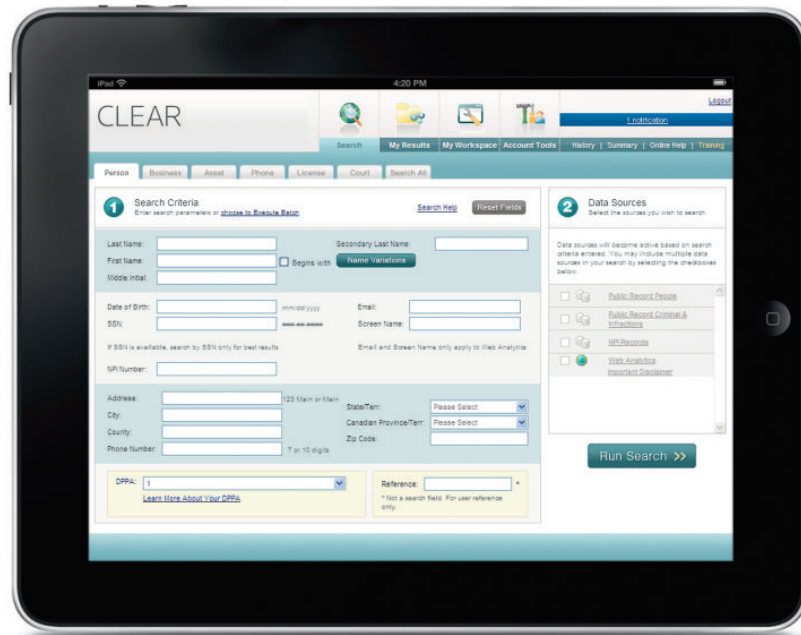 iPad
4:20 PM
CLEAR
Logout
1 notification
Search
My Results
My Workspace
Account Tools
History | Summary | Online Help | Training
Person
Business
Asset
Phone
License
Court
Search All
1
Search Criteria
Enter search parameters or choose to Execute Batch
Search Help
Reset Fields
Last Name:
Secondary Last Name:
First Name:
Begins with
Name Variations
Middle Initial:
Date of Birth:
mm/dd/yyyy
Email:
SSN:
###-##-####
Screen Name:
If SSN is available, search by SSN only for best results
Email and Screen Name only apply to Web Analytics
NPI Number:
Address:
123 Main or Main
State/Terr:
Please Select
City:
Canadian Province/Terr:
Please Select
County:
Zip Code:
Phone Number:
7 or 10 digits
DPPA:
1
Learn More About Your DPPA
Reference:
*
* Not a search field. For user reference
only.
2
Data Sources
Select the sources you wish to search
Data sources will become active based on search
criteria entered. You may include multiple data
sources in your search by selecting the checkboxes
below.
Public Record People
Public Record Criminal &
Infractions
NPI Records
Web Analytics
Important Disclaimer
Run Search >>